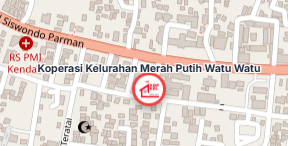 Siswondo Parman
RS PMI
Kenda
Koperasi Kelurahan Merah Putih Watu Watu
Teratai